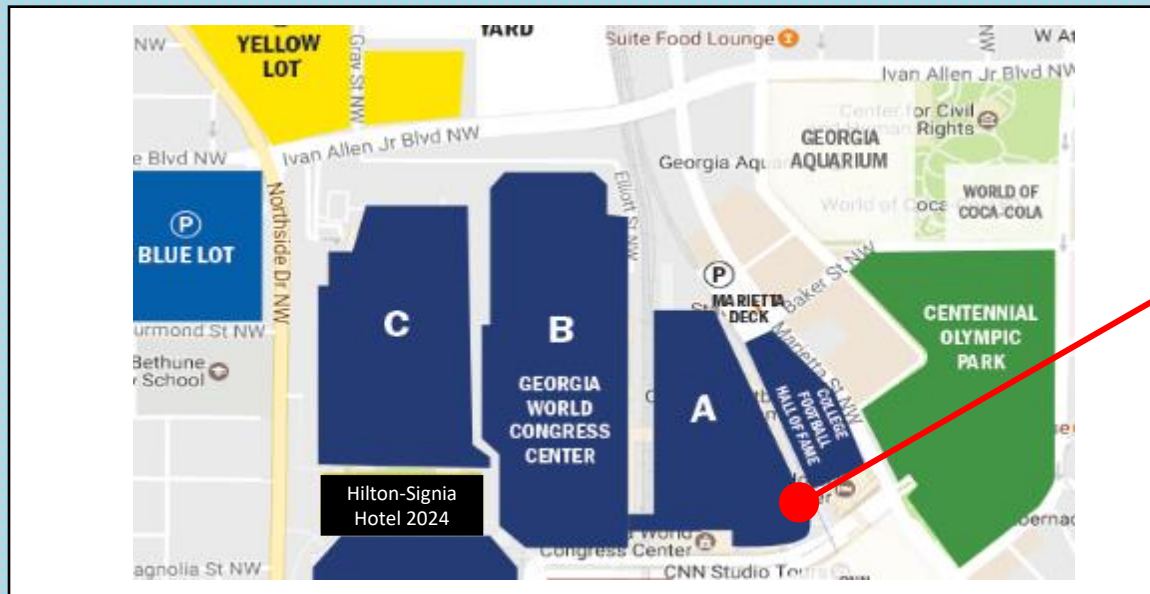 NW
YELLOW
LOT
Gray St NW
YARD
Suite Food Lounge
NW
Ivan Allen Jr Blvd NW
Center for Civil
Rights
GEORGIA
AQUARIUM
Georgia
World of
WORLD OF
COCA-COLA
Ivan Allen Jr Blvd NW
Blvd NW
P
BLUE LOT
Northside Dr NW
Elliott St NW
P
MARIETTA
DECK
Baker St NW
Marietta St NW
CENTENNIAL
OLYMPIC
PARK
C
B
GEORGIA
WORLD
CONGRESS
CENTER
A
COLLEGE
FOOTBALL
HALL OF FAME
St NW
Bethune
School
Hilton-Signia
Hotel 2024
World
Congress Center
CNN Studio Tours
St NW